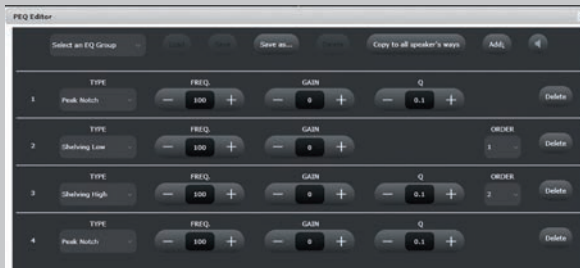 PEQ Editor
Select an EQ Group Load Save Save as... Delete Copy to all speaker's ways Add
TYPE FREQ. GAIN Q
1 Peak Notch − 100 + − 0 + − 0.1 + Delete
TYPE FREQ. GAIN ORDER
2 Shelving Low − 100 + − 0 + 1 Delete
TYPE FREQ. GAIN Q ORDER
3 Shelving High − 100 + − 0 + − 0.1 + 2 Delete
TYPE FREQ. GAIN Q
4 Peak Notch − 100 + − 0 + − 0.1 + Delete